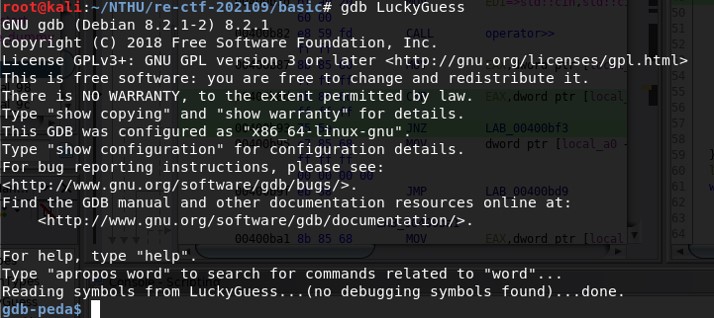 root@kali:~/NTHU/re-ctf-202109/basic# gdb LuckyGuess
GNU gdb (Debian 8.2.1-2) 8.2.1
Copyright (C) 2018 Free Software Foundation, Inc.
License GPLv3+: GNU GPL version 3 or later <http://gnu.org/licenses/gpl.html>
This is free software: you are free to change and redistribute it.
There is NO WARRANTY, to the extent permitted by law.
Type "show copying" and "show warranty" for details.
This GDB was configured as "x86_64-linux-gnu".
Type "show configuration" for configuration details.
For bug reporting instructions, please see:
<http://www.gnu.org/software/gdb/bugs/>.
Find the GDB manual and other documentation resources online at:
    <http://www.gnu.org/software/gdb/documentation/>.

For help, type "help".
Type "apropos word" to search for commands related to "word"...
Reading symbols from LuckyGuess...(no debugging symbols found)...done.
gdb-peda$